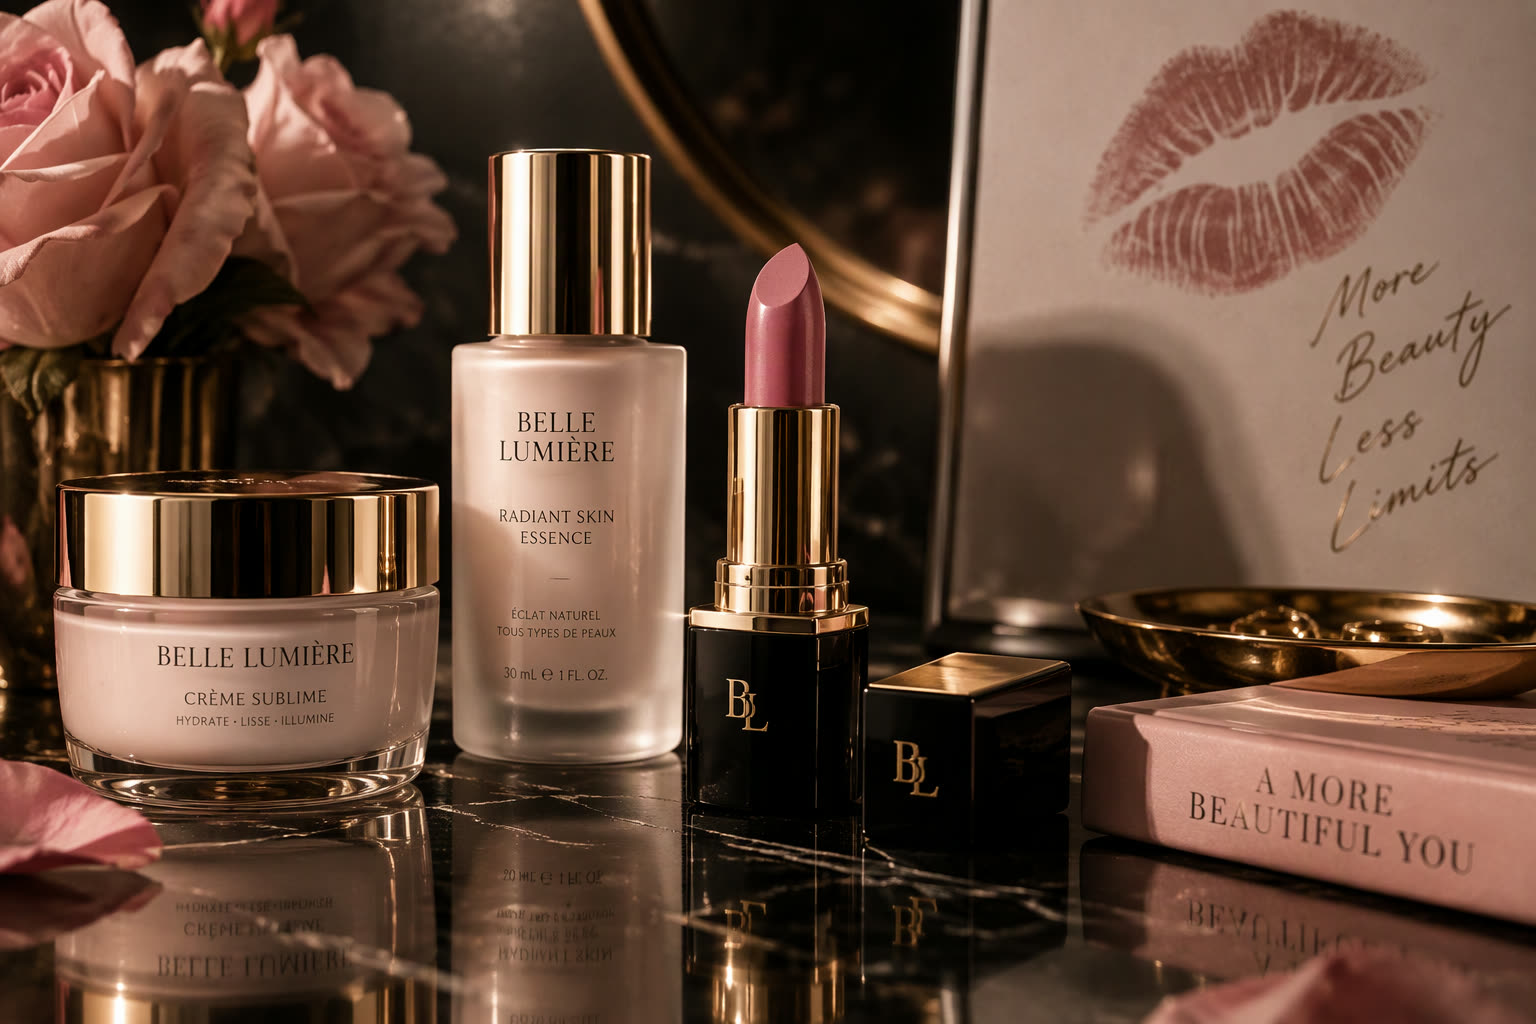 BELLE LUMIÈRE
CRÈME SUBLIME
HYDRATE · LISSE · ILLUMINE
BELLE
LUMIÈRE
RADIANT SKIN
ESSENCE
ÉCLAT NATUREL
TOUS TYPES DE PEAUX
30 mL ℮ 1 FL. OZ.
BL
BL
More
Beauty
Less
Limits
A MORE
BEAUTIFUL YOU